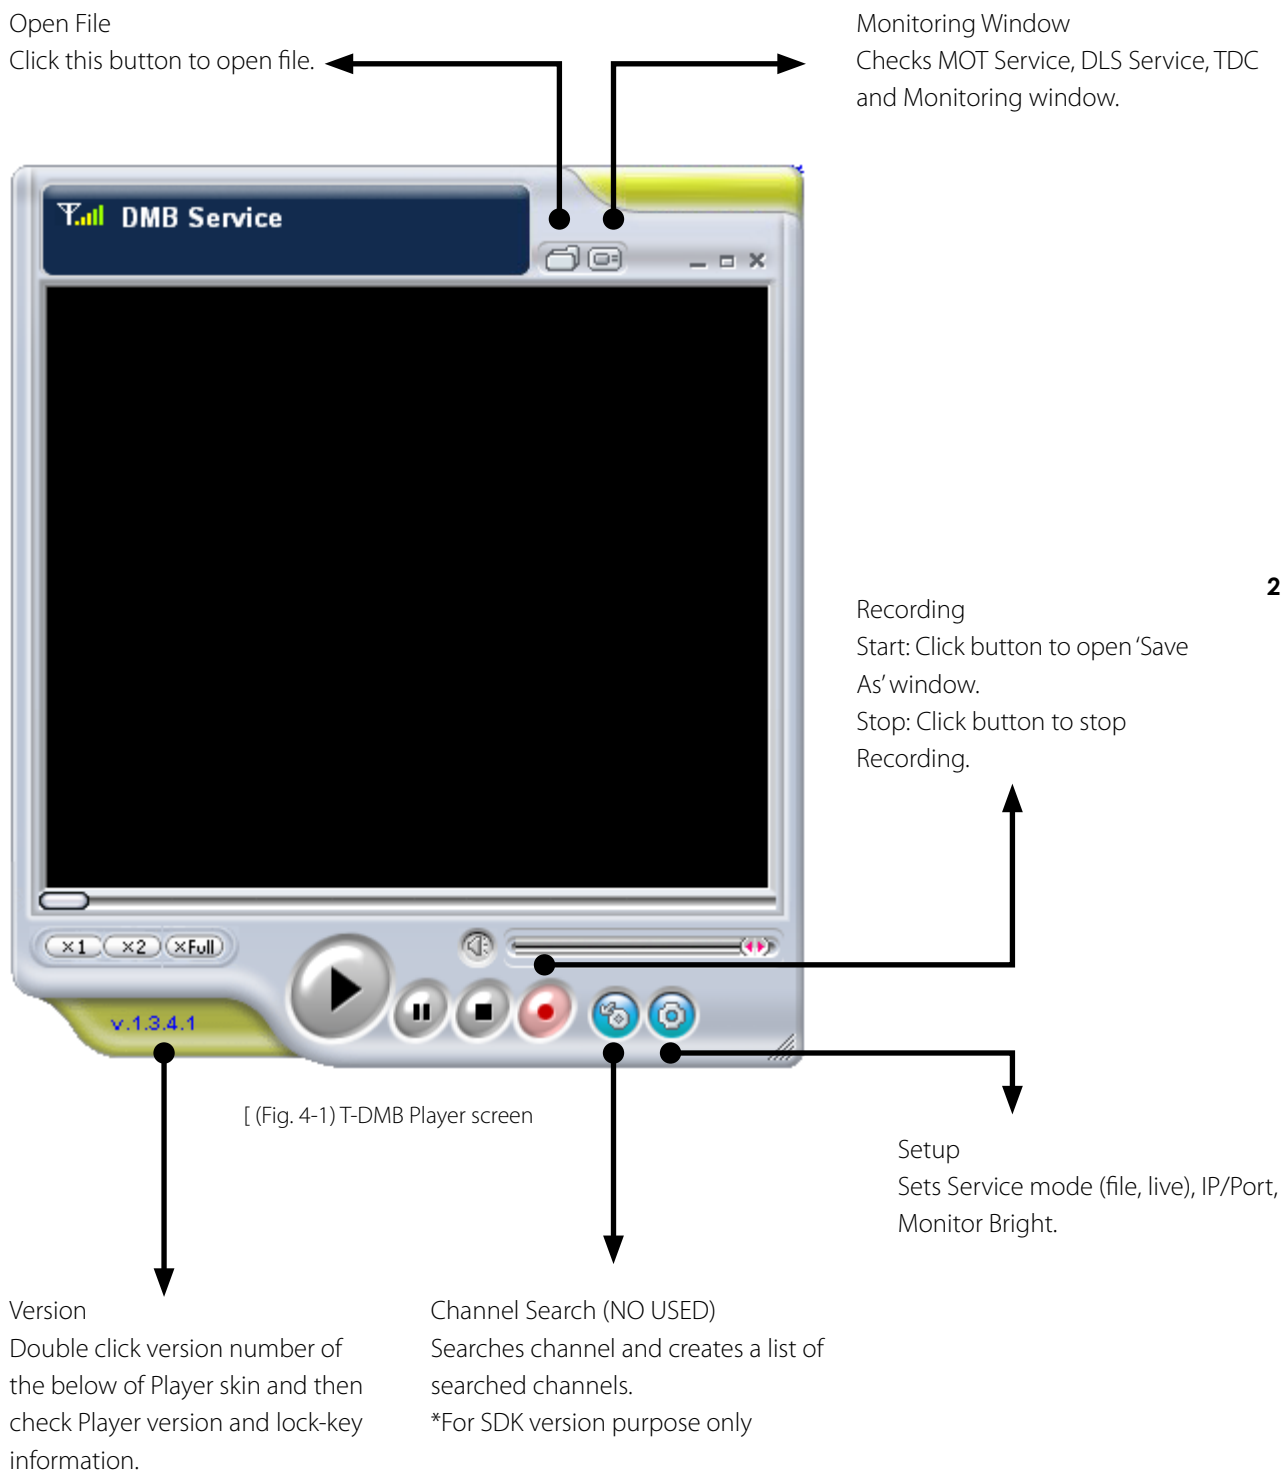 Open File
Click this button to open file.
Monitoring Window
Checks MOT Service, DLS Service, TDC
and Monitoring window.
DMB Service
2
Recording
Start: Click button to open ‘Save
As’ window.
Stop: Click button to stop
Recording.
×1 ×2 ×Full
v.1.3.4.1
[ (Fig. 4-1) T-DMB Player screen
Setup
Sets Service mode (file, live), IP/Port,
Monitor Bright.
Version
Double click version number of
the below of Player skin and then
check Player version and lock-key
information.
Channel Search (NO USED)
Searches channel and creates a list of
searched channels.
*For SDK version purpose only